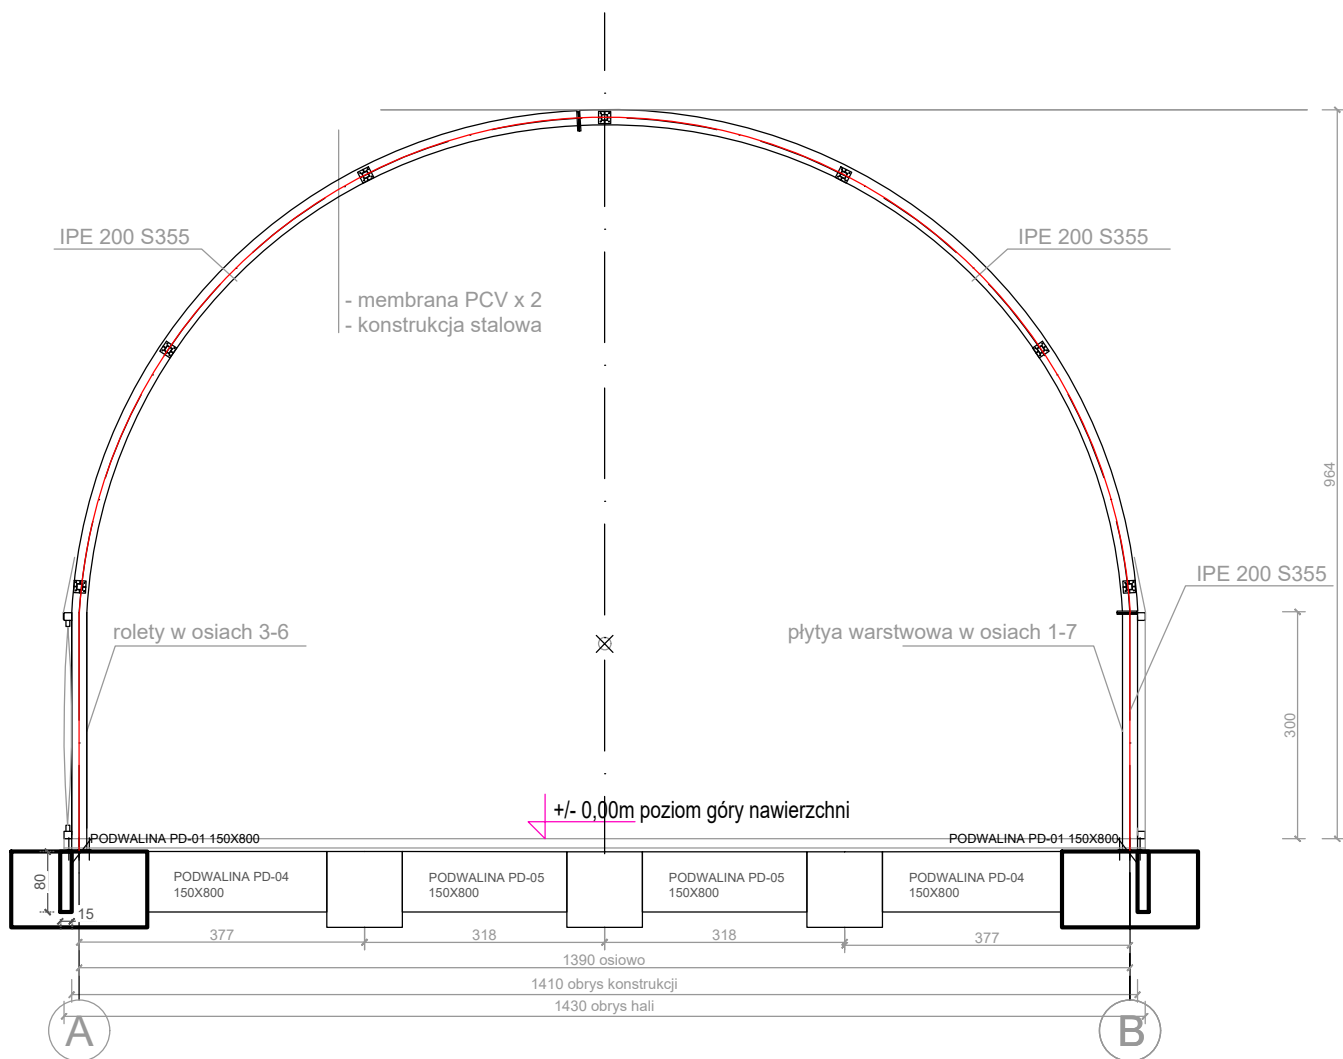 IPE 200 S355
IPE 200 S355
- membrana PCV x 2
- konstrukcja stalowa
964
IPE 200 S355
rolety w osiach 3-6
płytya warstwowa w osiach 1-7
300
+/- 0,00m poziom góry nawierzchni
PODWALINA PD-01 150X800
PODWALINA PD-01 150X800
80
PODWALINA PD-04
150X800
PODWALINA PD-05
150X800
PODWALINA PD-05
150X800
PODWALINA PD-04
150X800
15
377
318
318
377
1390 osiowo
1410 obrys konstrukcji
1430 obrys hali
A
B